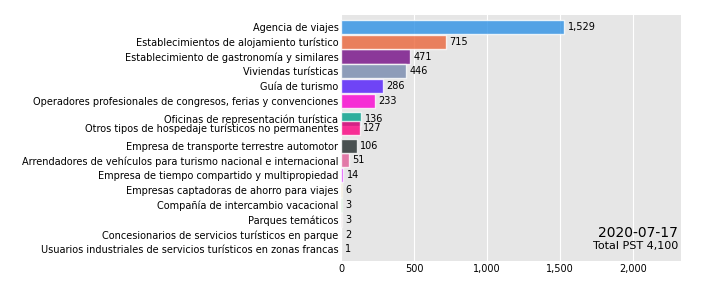 Agencia de viajes 1,529
Establecimientos de alojamiento turístico 715
Establecimiento de gastronomía y similares 471
Viviendas turísticas 446
Guía de turismo 286
Operadores profesionales de congresos, ferias y convenciones 233
Oficinas de representación turística 136
Otros tipos de hospedaje turísticos no permanentes 127
Empresa de transporte terrestre automotor 106
Arrendadores de vehículos para turismo nacional e internacional 51
Empresa de tiempo compartido y multipropiedad 14
Empresas captadoras de ahorro para viajes 6
Compañía de intercambio vacacional 3
Parques temáticos 3
Concesionarios de servicios turísticos en parque 2
Usuarios industriales de servicios turísticos en zonas francas 1
2020-07-17
Total PST 4,100
0 500 1,000 1,500 2,000